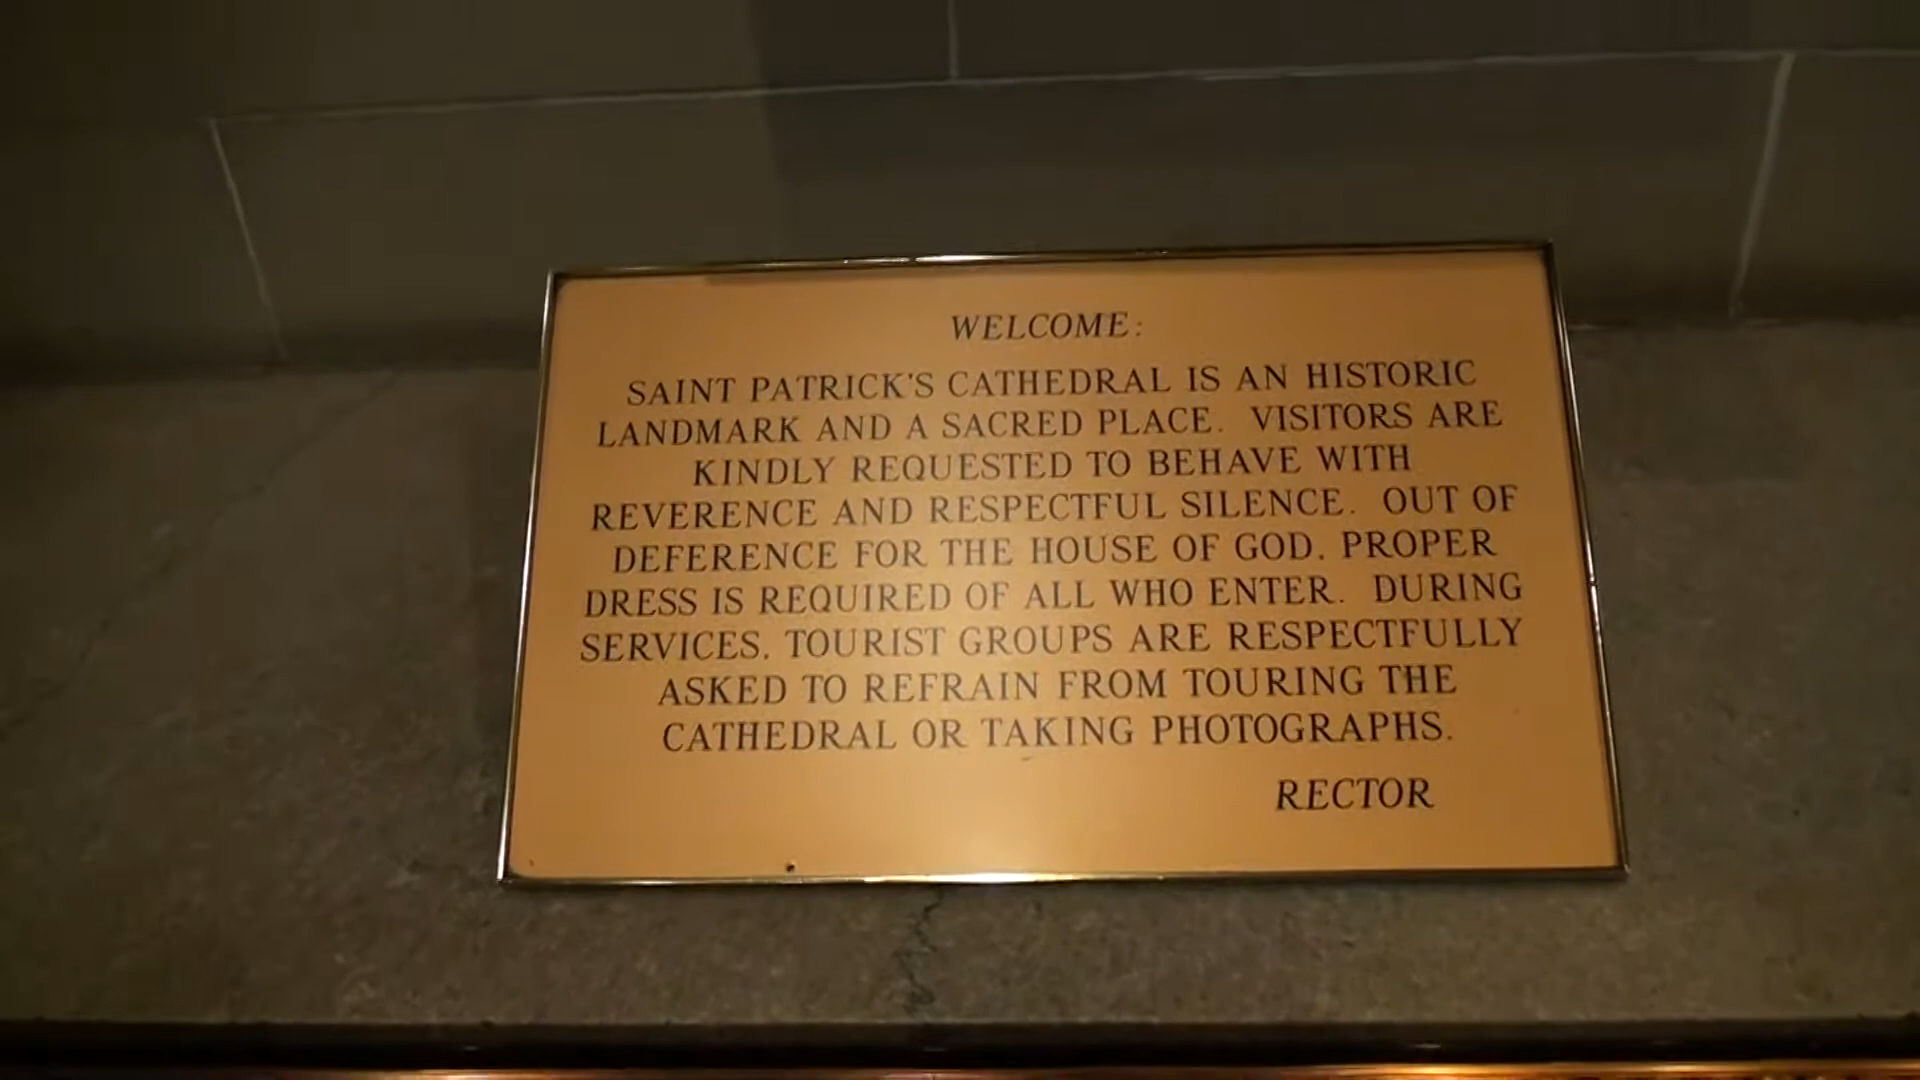 WELCOME:
SAINT PATRICK'S CATHEDRAL IS AN HISTORIC
LANDMARK AND A SACRED PLACE. VISITORS ARE
KINDLY REQUESTED TO BEHAVE WITH
REVERENCE AND RESPECTFUL SILENCE. OUT OF
DEFERENCE FOR THE HOUSE OF GOD, PROPER
DRESS IS REQUIRED OF ALL WHO ENTER. DURING
SERVICES, TOURIST GROUPS ARE RESPECTFULLY
ASKED TO REFRAIN FROM TOURING THE
CATHEDRAL OR TAKING PHOTOGRAPHS.
RECTOR